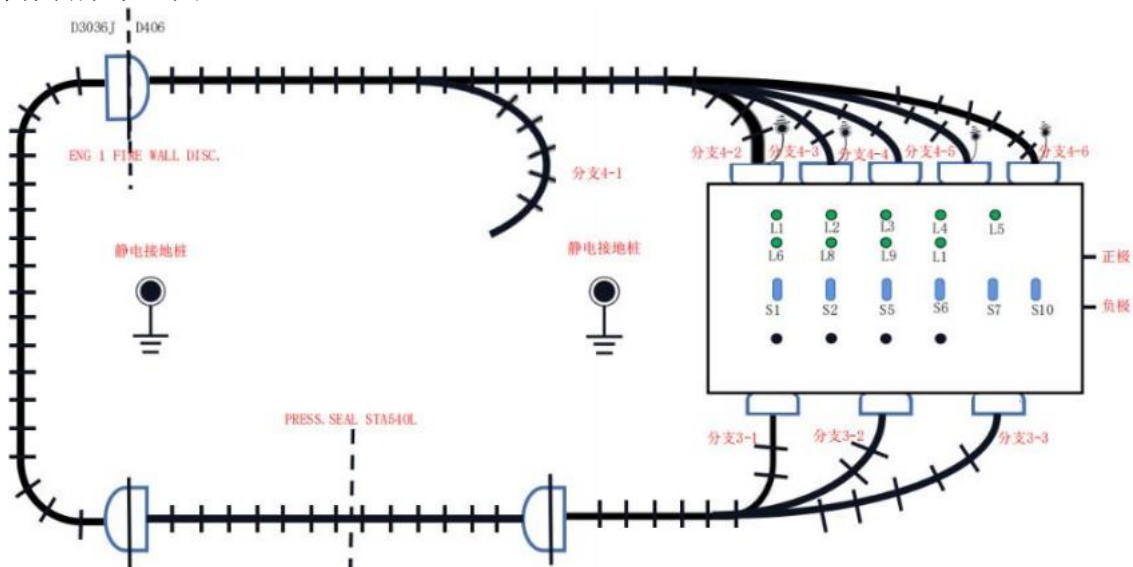 D3036J D406
ENG 1 FIRE WALL DISC.
分支4-1
分支4-2
分支4-3
分支4-4
分支4-5
分支4-6
静电接地桩
静电接地桩
L1 L2 L3 L4 L5
L6 L8 L9 L1
正极
S1 S2 S5 S6 S7 S10
负极
PRESS.SEAL STA540L
分支3-1
分支3-2
分支3-3